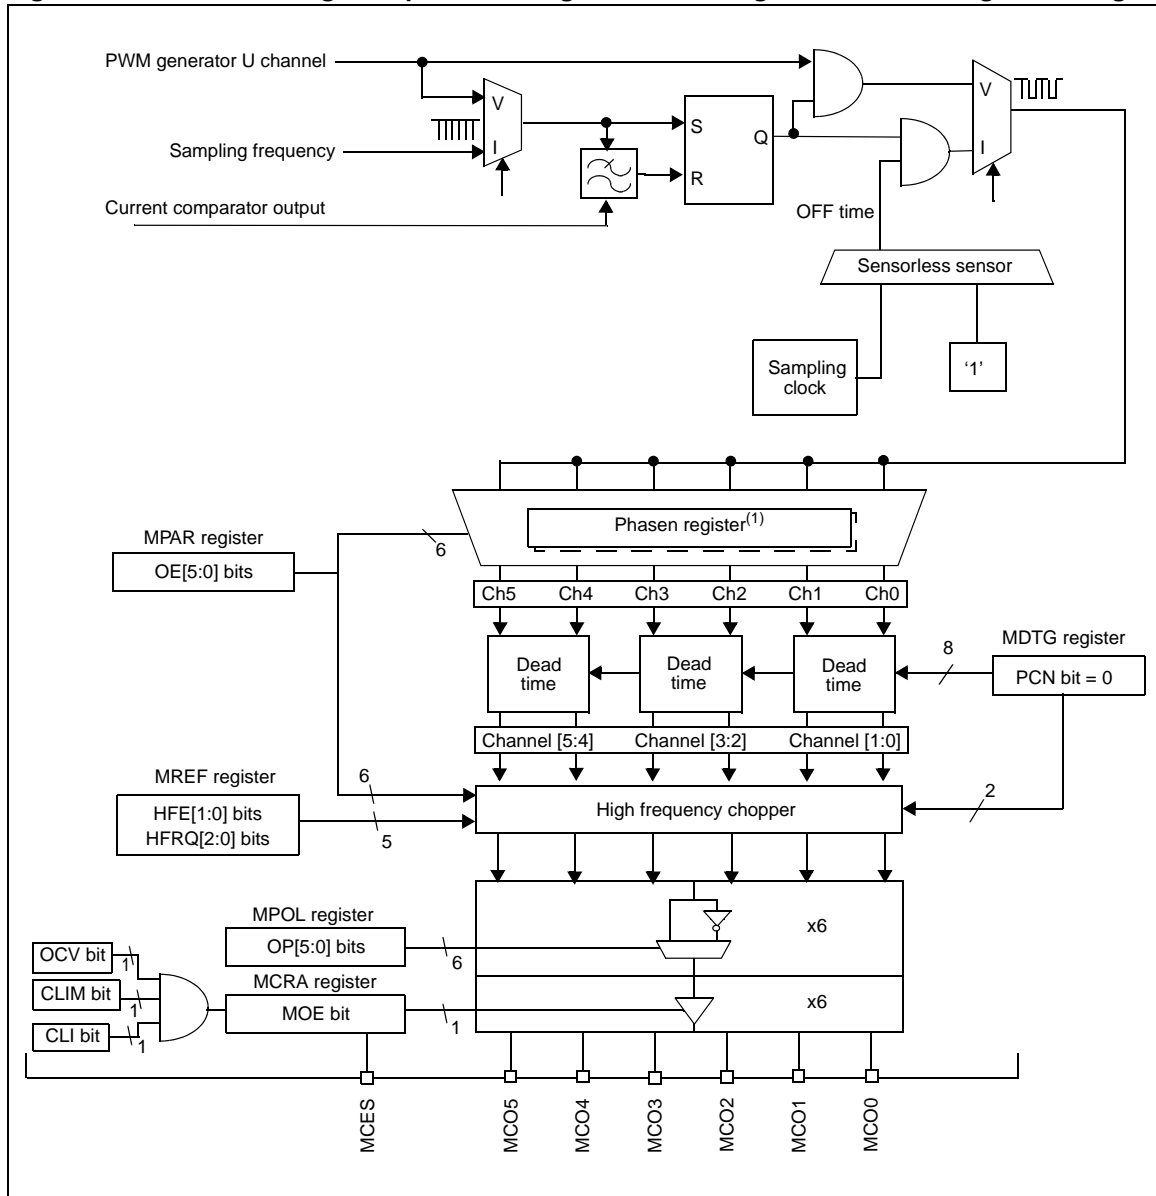 PWM generator U channel
V
Sampling frequency
I
S
Q
R
V
I
Current comparator output
OFF time
Sensorless sensor
Sampling
clock
‘1’
Phasen register(1)
MPAR register
OE[5:0] bits
6
Ch5 Ch4 Ch3 Ch2 Ch1 Ch0
Dead
time
Dead
time
Dead
time
8
MDTG register
PCN bit = 0
Channel [5:4] Channel [3:2] Channel [1:0]
MREF register
HFE[1:0] bits
HFRQ[2:0] bits
6
5
High frequency chopper
2
MPOL register
OP[5:0] bits
6
x6
OCV bit
1
CLIM bit
1
CLI bit
1
MCRA register
MOE bit
1
x6
MCES
MCO5
MCO4
MCO3
MCO2
MCO1
MCO0